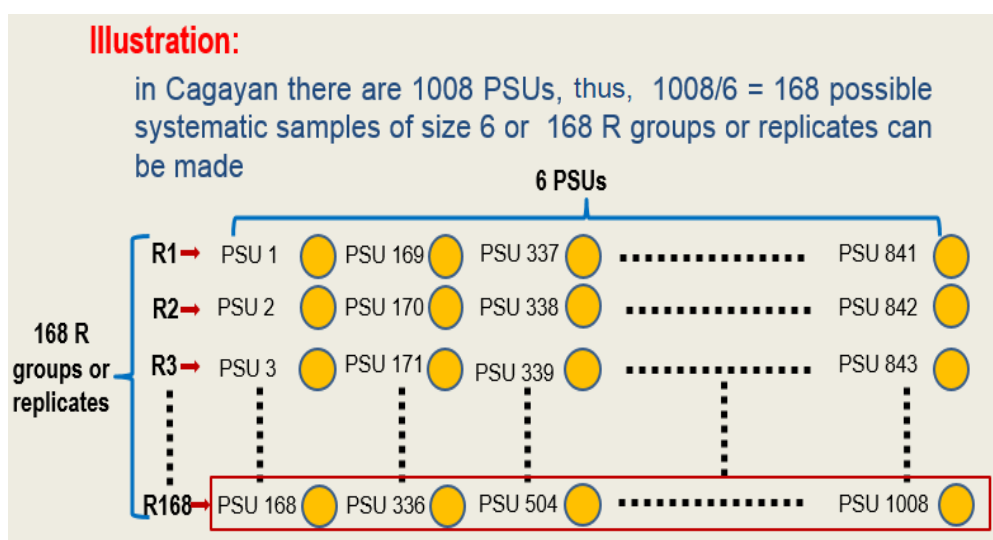 Illustration:
in Cagayan there are 1008 PSUs, thus, 1008/6 = 168 possible
systematic samples of size 6 or 168 R groups or replicates can
be made
6 PSUs
R1 PSU 1 PSU 169 PSU 337 PSU 841
R2 PSU 2 PSU 170 PSU 338 PSU 842
168 R
groups or
replicates
R3 PSU 3 PSU 171 PSU 339 PSU 843
R168 PSU 168 PSU 336 PSU 504 PSU 1008